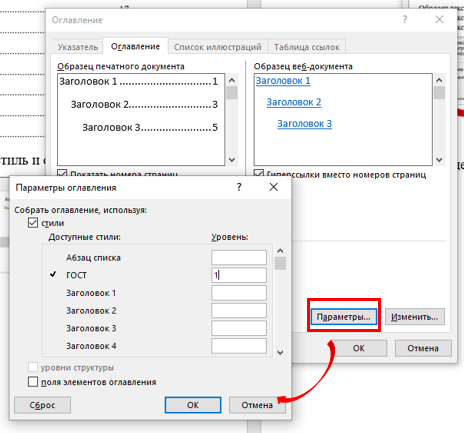 17
Оглавление ? ×
Указатель Оглавление Список иллюстраций Таблица ссылок
Образец печатного документа Образец веб-документа
Заголовок 1 ........................ 1 Заголовок 1
Заголовок 2...................... 3 Заголовок 2
Заголовок 3.................. 5 Заголовок 3
Показать номера страниц Гиперссылки вместо номеров страниц
Параметры... Изменить...
ОК Отмена
Параметры оглавления ? ×
Собрать оглавление, используя:
стили
Доступные стили: Уровень:
Абзац списка
ГОСТ 1
Заголовок 1
Заголовок 2
Заголовок 3
Заголовок 4
уровни структуры
поля элементов оглавления
Сброс ОК Отмена